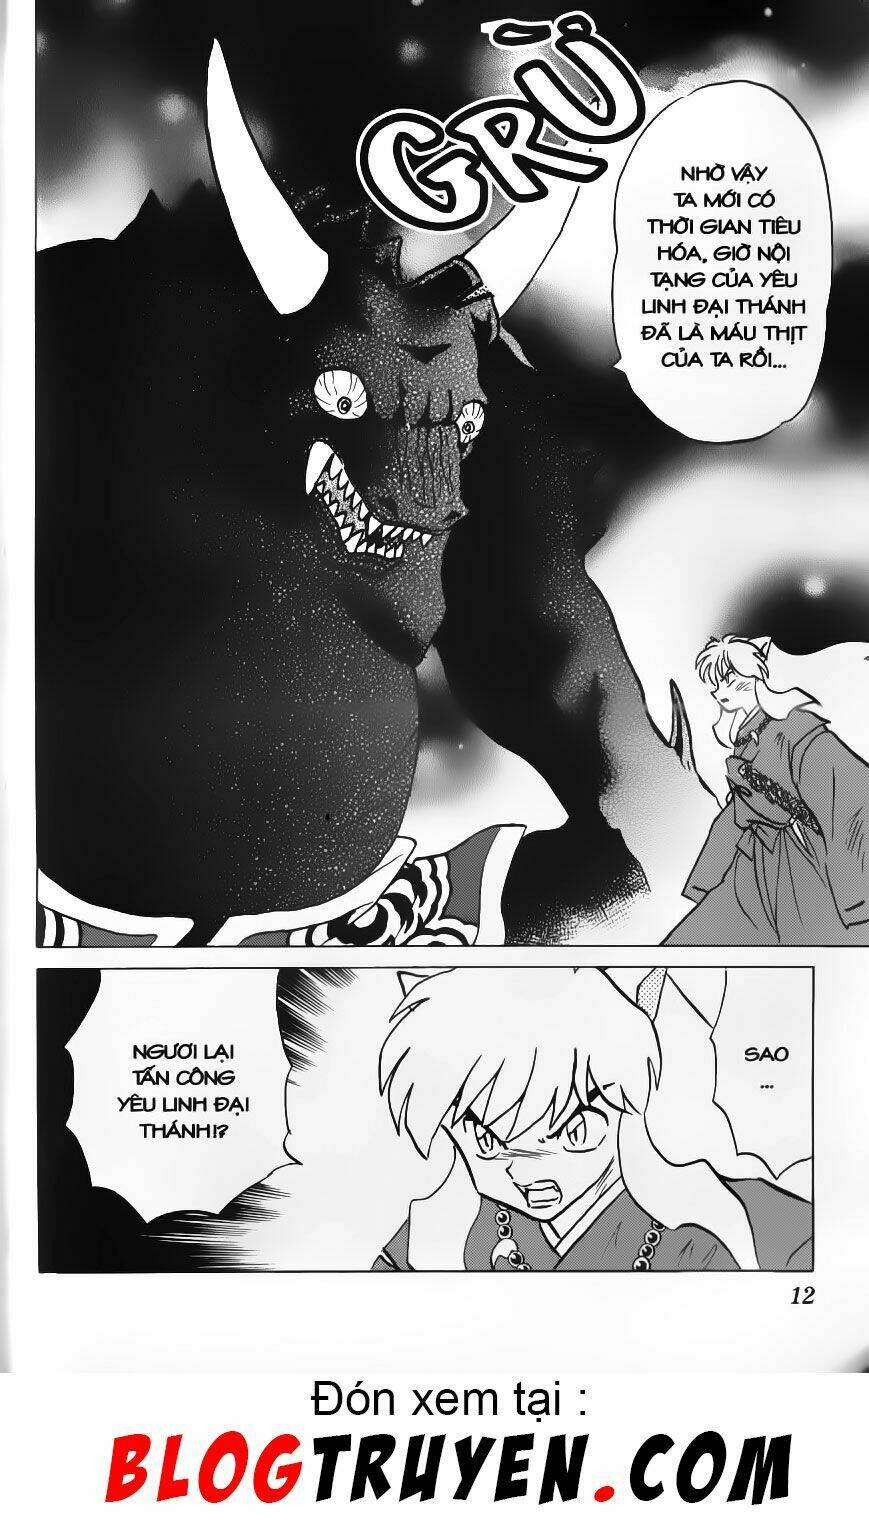 GRỪ
NHỜ VẬY
TA MỚI CÓ
THỜI GIAN TIÊU
HÓA, GIỜ NỘI
TẠNG CỦA YÊU
LINH ĐẠI THÁNH
ĐÃ LÀ MÁU THỊT
CỦA TA RỒI...
SAO
...
NGƯƠI LẠI
TẤN CÔNG
YÊU LINH ĐẠI
THÁNH!?
12
Đón xem tại :
BLOGTRUYEN.COM